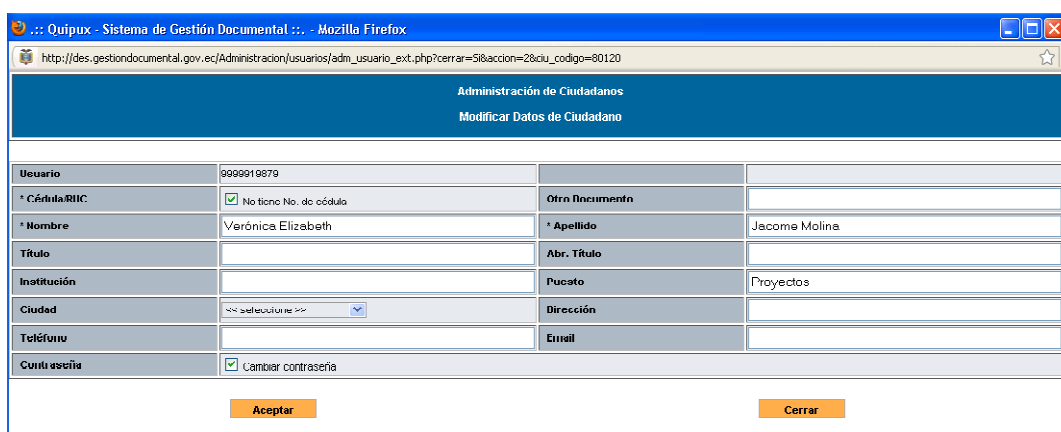 .:: Quipux - Sistema de Gestión Documental ::. - Mozilla Firefox
http://des.gestiondocumental.gov.ec/Administracion/usuarios/adm_usuario_ext.php?cerrar=Si&accion=2&ciu_codigo=80120
Administración de Ciudadanos
Modificar Datos de Ciudadano
Usuario 9999919879
* Cédula/RUC No tiene No. de cédula Otro Documento
* Nombre Verónica Elizabeth * Apellido Jacome Molina
Título Abr. Título
Institución Puesto Proyectos
Ciudad << seleccione >> Dirección
Teléfono Email
Contraseña Cambiar contraseña
Aceptar Cerrar